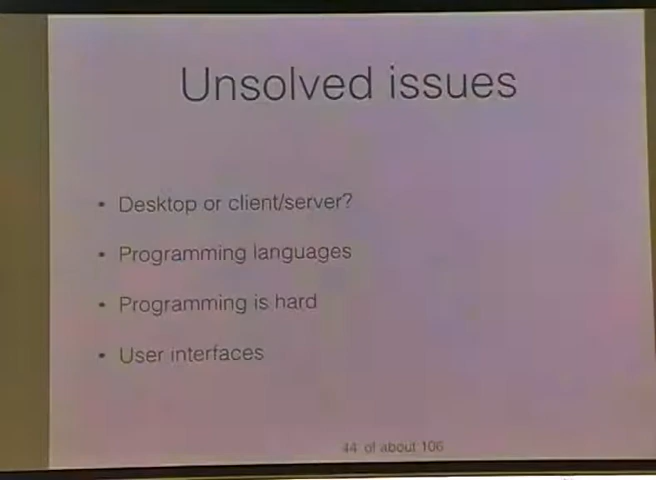 Unsolved issues
• Desktop or client/server?
• Programming languages
• Programming is hard
• User interfaces
44 of about 106